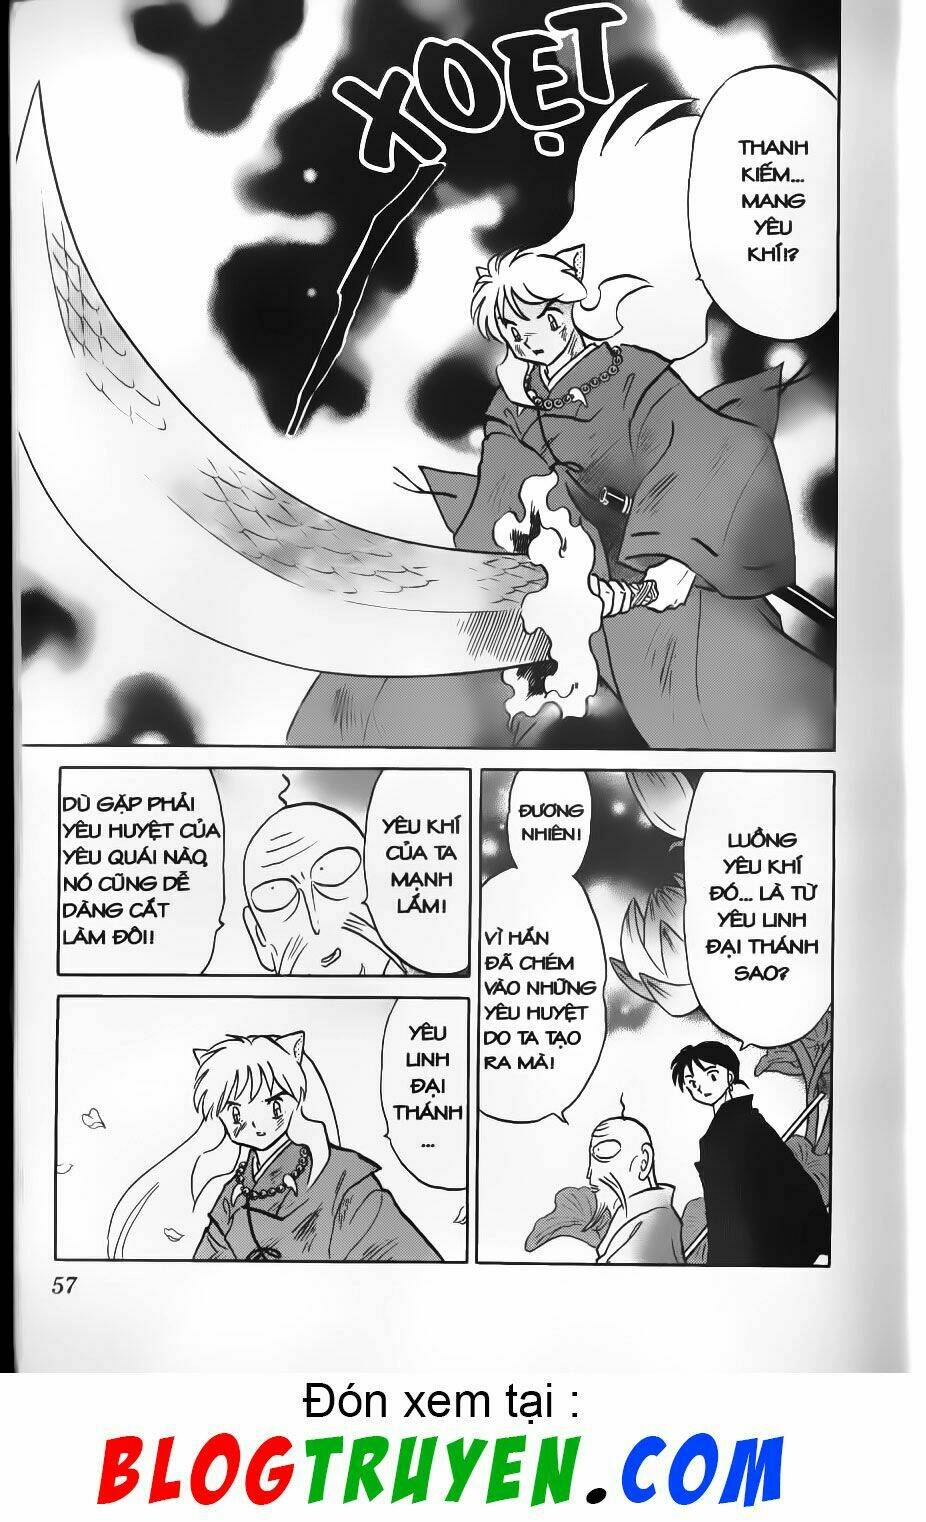 XOẸT
THANH
KIẾM...
MANG
YÊU
KHÍ!?
LUỒNG
YÊU KHÍ
ĐÓ... LÀ TỪ
YÊU LINH
ĐẠI THÁNH
SAO?
ĐƯƠNG
NHIÊN!
VÌ HẮN
ĐÃ CHÉM
VÀO NHỮNG
YÊU HUYỆT
DO TA TẠO
RA MÀ!
YÊU KHÍ
CỦA TA
MẠNH
LẮM!
DÙ GẶP PHẢI
YÊU HUYỆT CỦA
YÊU QUÁI NÀO,
NÓ CŨNG DỄ
DÀNG CẮT
LÀM ĐÔI!
YÊU
LINH
ĐẠI
THÁNH
...
57
Đón xem tại :
BLOGTRUYEN.COM